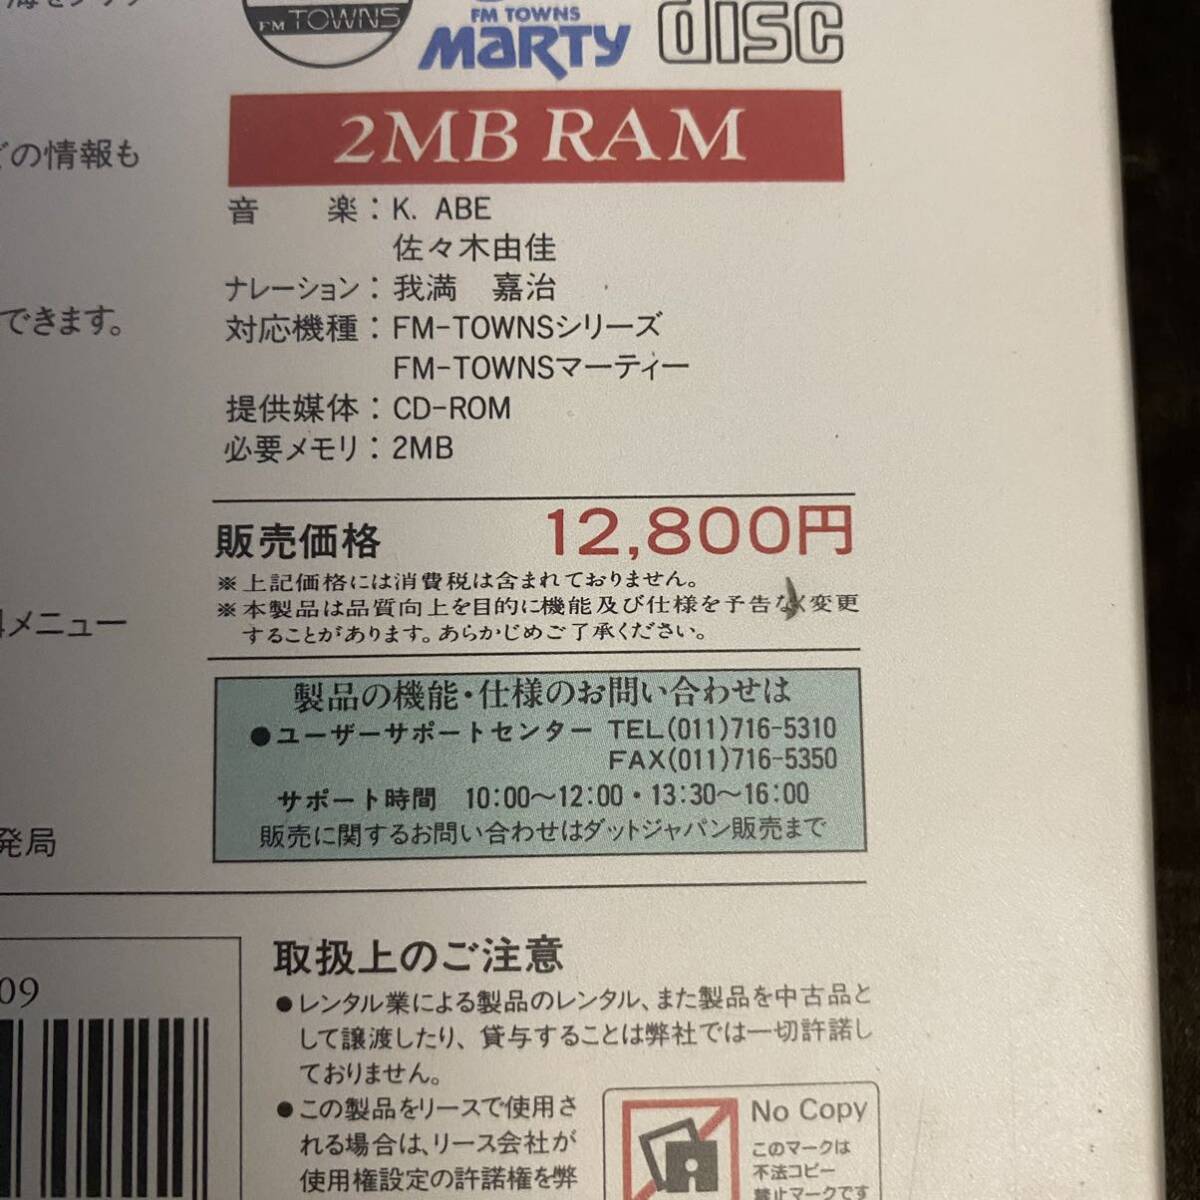 FM TOWNS
FM TOWNS
MARTY
disc
2MB RAM
の情報も
音　楽：K. ABE
佐々木由佳
ナレーション：我満　嘉治
できます。
対応機種：FM-TOWNSシリーズ
FM-TOWNSマーティー
提供媒体：CD-ROM
必要メモリ：2MB
販売価格 12,800円
※上記価格には消費税は含まれておりません。
※本製品は品質向上を目的に機能及び仕様を予告なく変更
することがあります。あらかじめご了承ください。
メニュー
製品の機能・仕様のお問い合わせは
●ユーザーサポートセンター TEL(011)716-5310
FAX(011)716-5350
サポート時間 10:00〜12:00・13:30〜16:00
販売に関するお問い合わせはダットジャパン販売まで
発局
取扱上のご注意
09
●レンタル業による製品のレンタル、また製品を中古品と
して譲渡したり、貸与することは弊社では一切許諾し
ておりません。
●この製品をリースで使用さ
れる場合は、リース会社が
使用権設定の許諾権を弊
No Copy
このマークは
不法コピー
禁止マークです